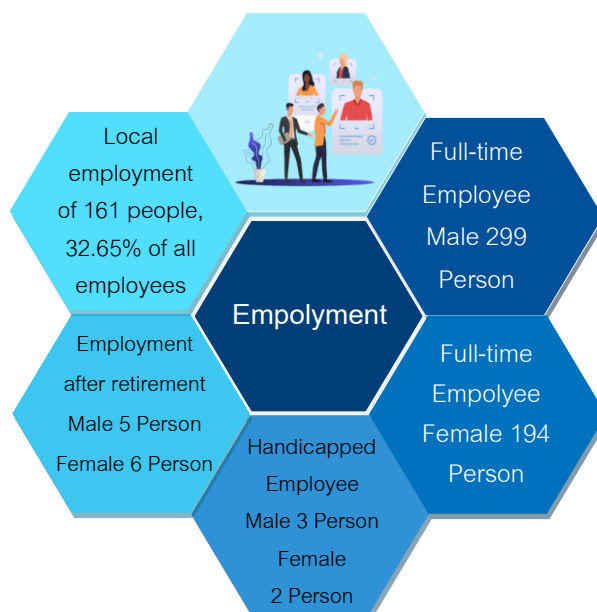 Local
employment
of 161 people,
32.65% of all
employees
Full-time
Employee
Male 299
Person
Empolyment
Employment
after retirement
Male 5 Person
Female 6 Person
Full-time
Empolyee
Female 194
Person
Handicapped
Employee
Male 3 Person
Female
2 Person